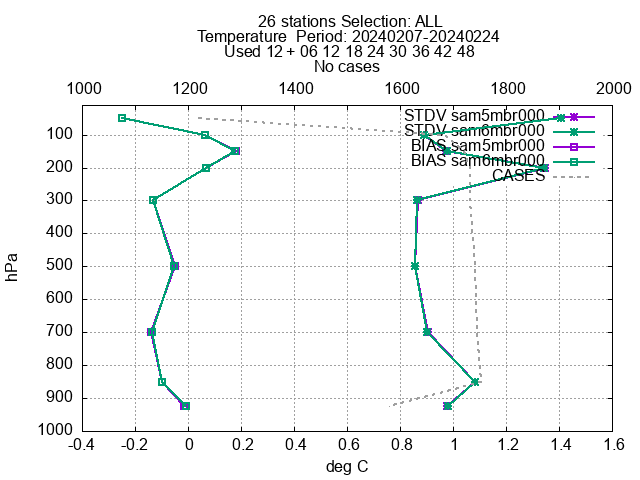 26 stations Selection: ALL
Temperature  Period: 20240207-20240224
Used 12 + 06 12 18 24 30 36 42 48
No cases
1000 1200 1400 1600 1800 2000
STDV sam5mbr000
STDV sam6mbr000
BIAS sam5mbr000
BIAS sam6mbr000
CASES
100
200
300
400
500
600
700
800
900
1000
hPa
-0.4 -0.2 0 0.2 0.4 0.6 0.8 1 1.2 1.4 1.6
deg C